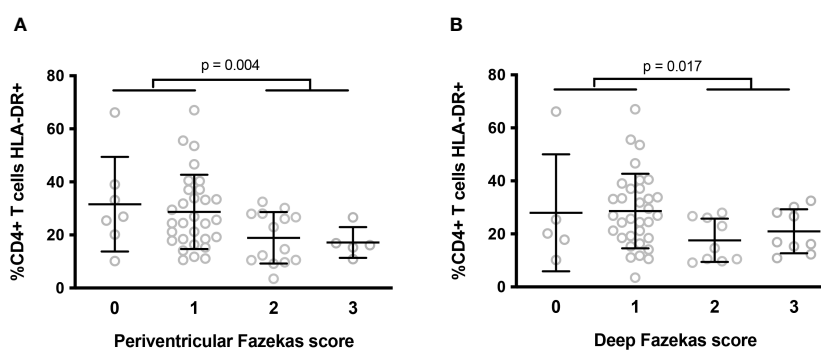 A
p = 0.004
%CD4+ T cells HLA-DR+
80
60
40
20
0
0 1 2 3
Periventricular Fazekas score
B
p = 0.017
%CD4+ T cells HLA-DR+
80
60
40
20
0
0 1 2 3
Deep Fazekas score